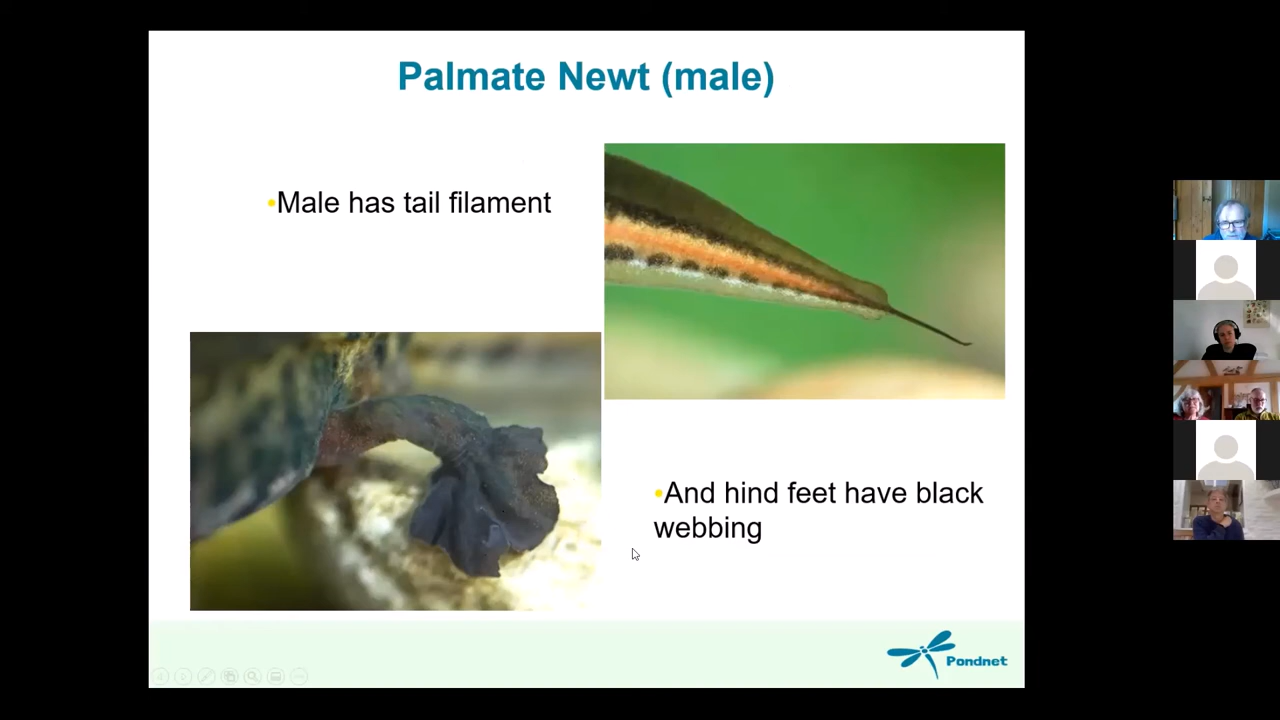 Palmate Newt (male)
•Male has tail filament
•And hind feet have black
webbing
Pondnet